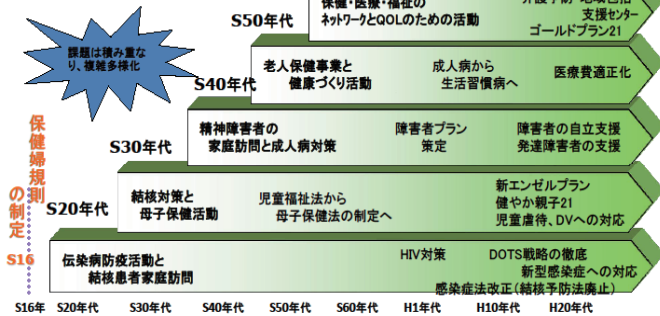 保健・医療・福祉の
ネットワークとQOLのための活動
支援センター
ゴールドプラン21
S50年代
課題は積み重な
り、複雑多様化
老人保健事業と
健康づくり活動
成人病から
生活習慣病へ
医療費適正化
S40年代
精神障害者の
家庭訪問と成人病対策
障害者プラン
策定
障害者の自立支援
発達障害者の支援
S30年代
結核対策と
母子保健活動
児童福祉法から
母子保健法の制定へ
新エンゼルプラン
健やか親子21
児童虐待、DVへの対応
S20年代
保健婦規則
の制定
S16
伝染病防疫活動と
結核患者家庭訪問
HIV対策
DOTS戦略の徹底
新型感染症への対応
感染症法改正(結核予防法廃止)
S16年 S20年代 S30年代 S40年代 S50年代 S60年代 H1年代 H10年代 H20年代